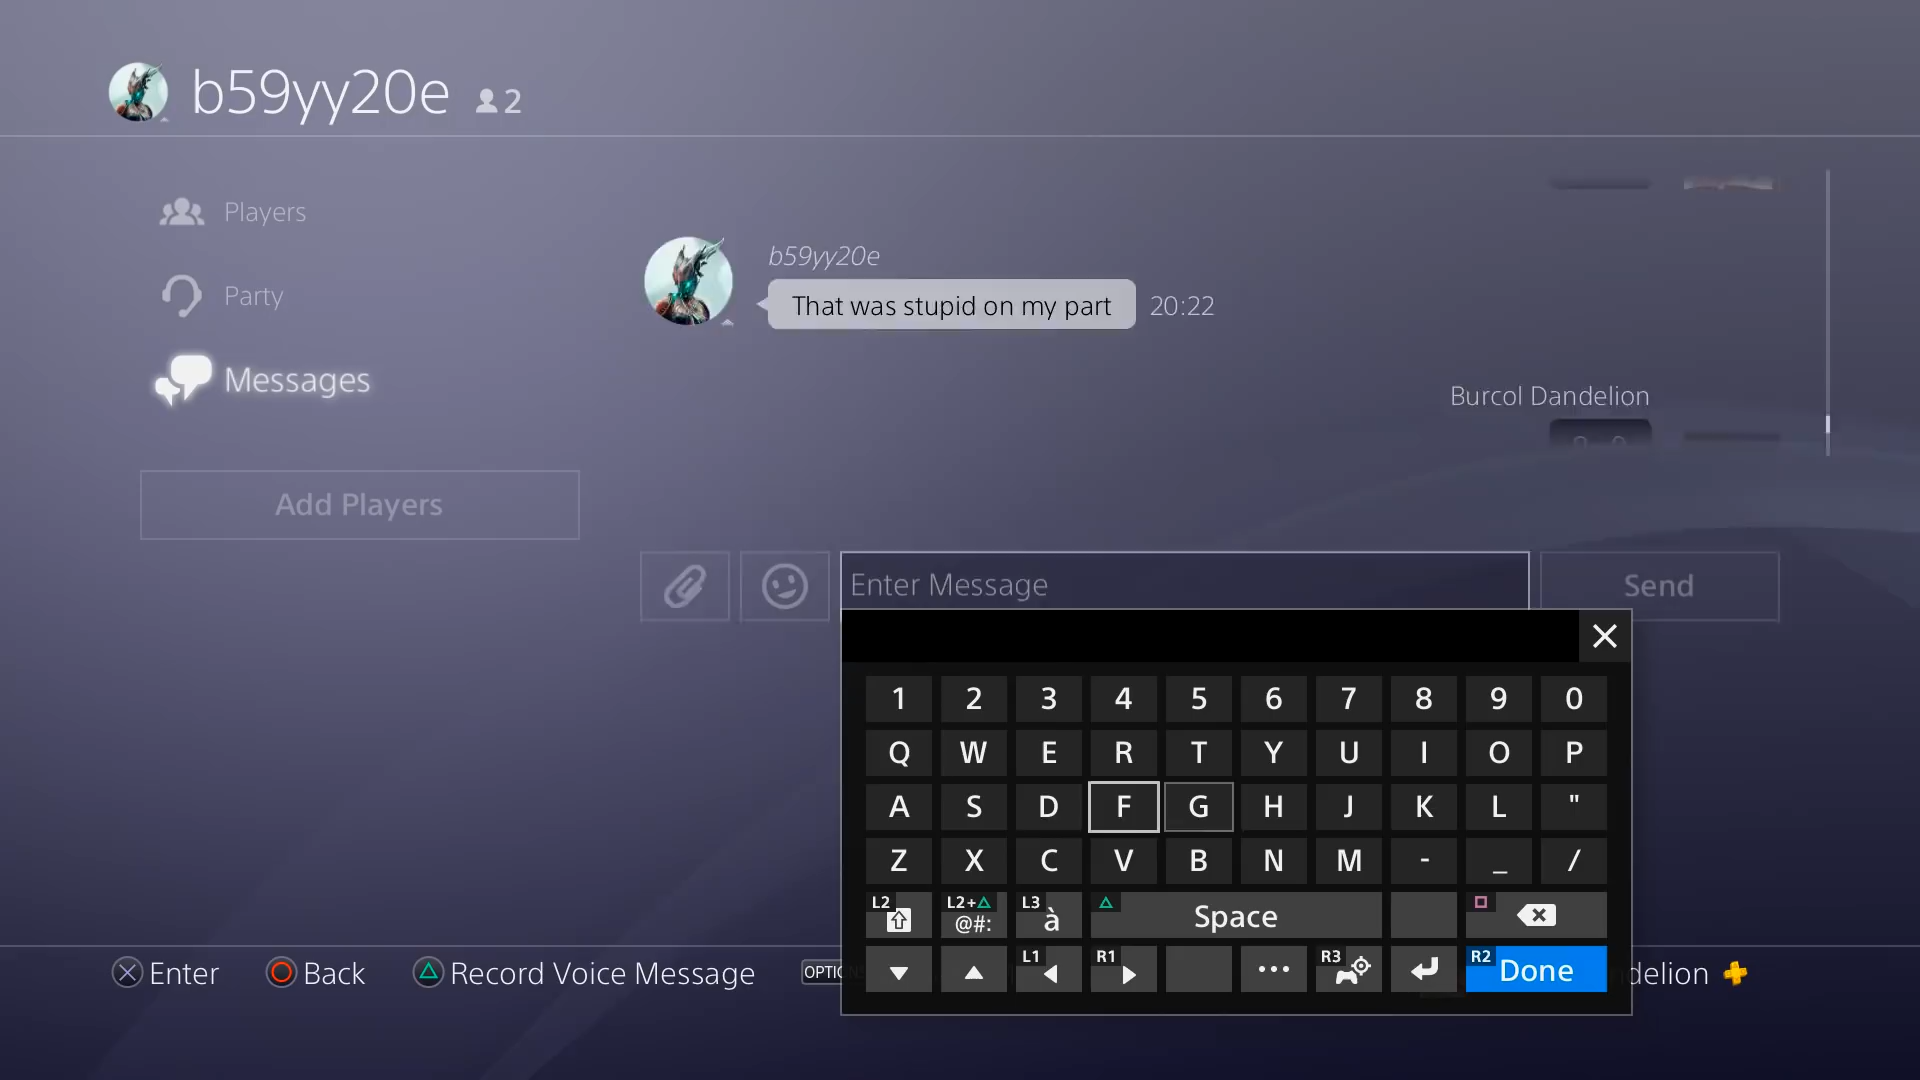 b59yy20e 2
Players
Party
Messages
Add Players
b59yy20e
That was stupid on my part 20:22
Burcol Dandelion
Enter Message
Send
1 2 3 4 5 6 7 8 9 0
Q W E R T Y U I O P
A S D F G H J K L "
Z X C V B N M - _ /
L2 L2+△ @#: L3 à △ Space
L1 R1 ... R3 R2 Done
Enter Back Record Voice Message